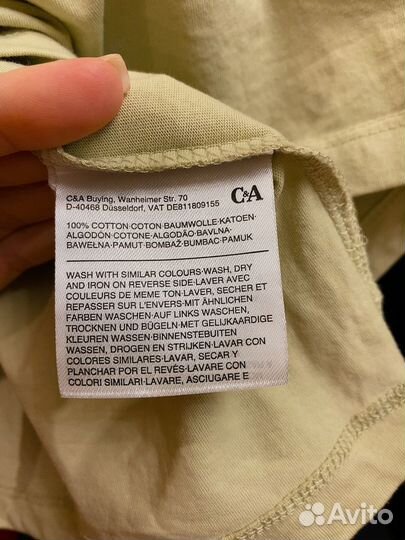 C&A Buying, Wanheimer Str. 70
D-40468 Düsseldorf, VAT DE811809155
C&A
100% COTTON·COTON·BAUMWOLLE·KATOEN·
ALGODÓN·COTONE·ALGODÃO·BAVLNA·
BAWEŁNA·PAMUT·BOMBAŽ·BUMBAC·PAMUK
WASH WITH SIMILAR COLOURS·WASH, DRY
AND IRON ON REVERSE SIDE·LAVER AVEC
COULEURS DE MEME TON·LAVER, SECHER ET
REPASSER SUR L'ENVERS·MIT ÄHNLICHEN
FARBEN WASCHEN·AUF LINKS WASCHEN,
TROCKNEN UND BÜGELN·MET GELIJKAARDIGE
KLEUREN WASSEN·BINNENSTEBUITEN
WASSEN, DROGEN EN STRIJKEN·LAVAR CON
COLORES SIMILARES·LAVAR, SECAR Y
PLANCHAR POR EL REVÉS·LAVARE CON
COLORI SIMILARI·LAVARE, ASCIUGARE E
Avito